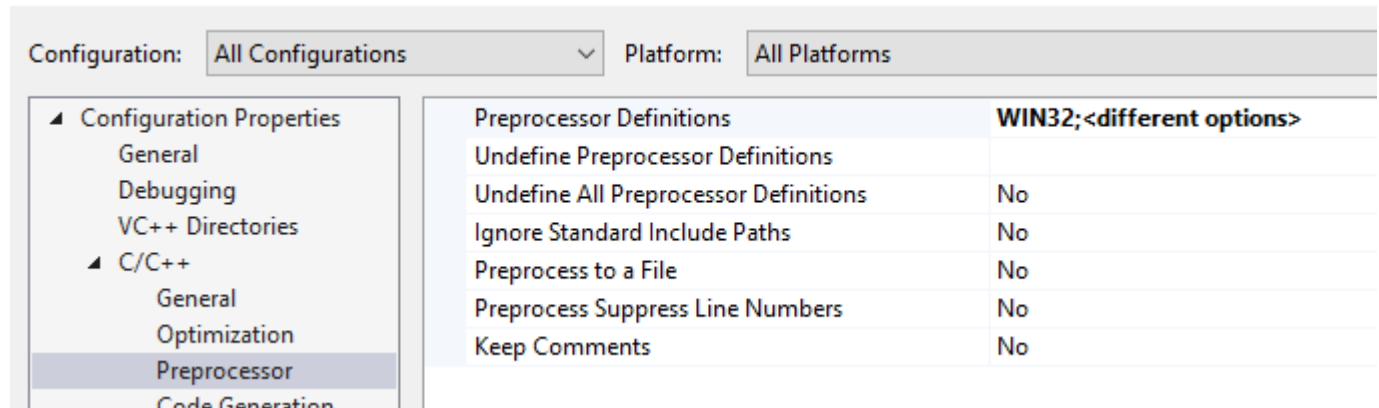 Configuration: All Configurations Platform: All Platforms
Configuration Properties
General
Debugging
VC++ Directories
C/C++
General
Optimization
Preprocessor
Code Generation
Preprocessor Definitions WIN32;<different options>
Undefine Preprocessor Definitions
Undefine All Preprocessor Definitions No
Ignore Standard Include Paths No
Preprocess to a File No
Preprocess Suppress Line Numbers No
Keep Comments No